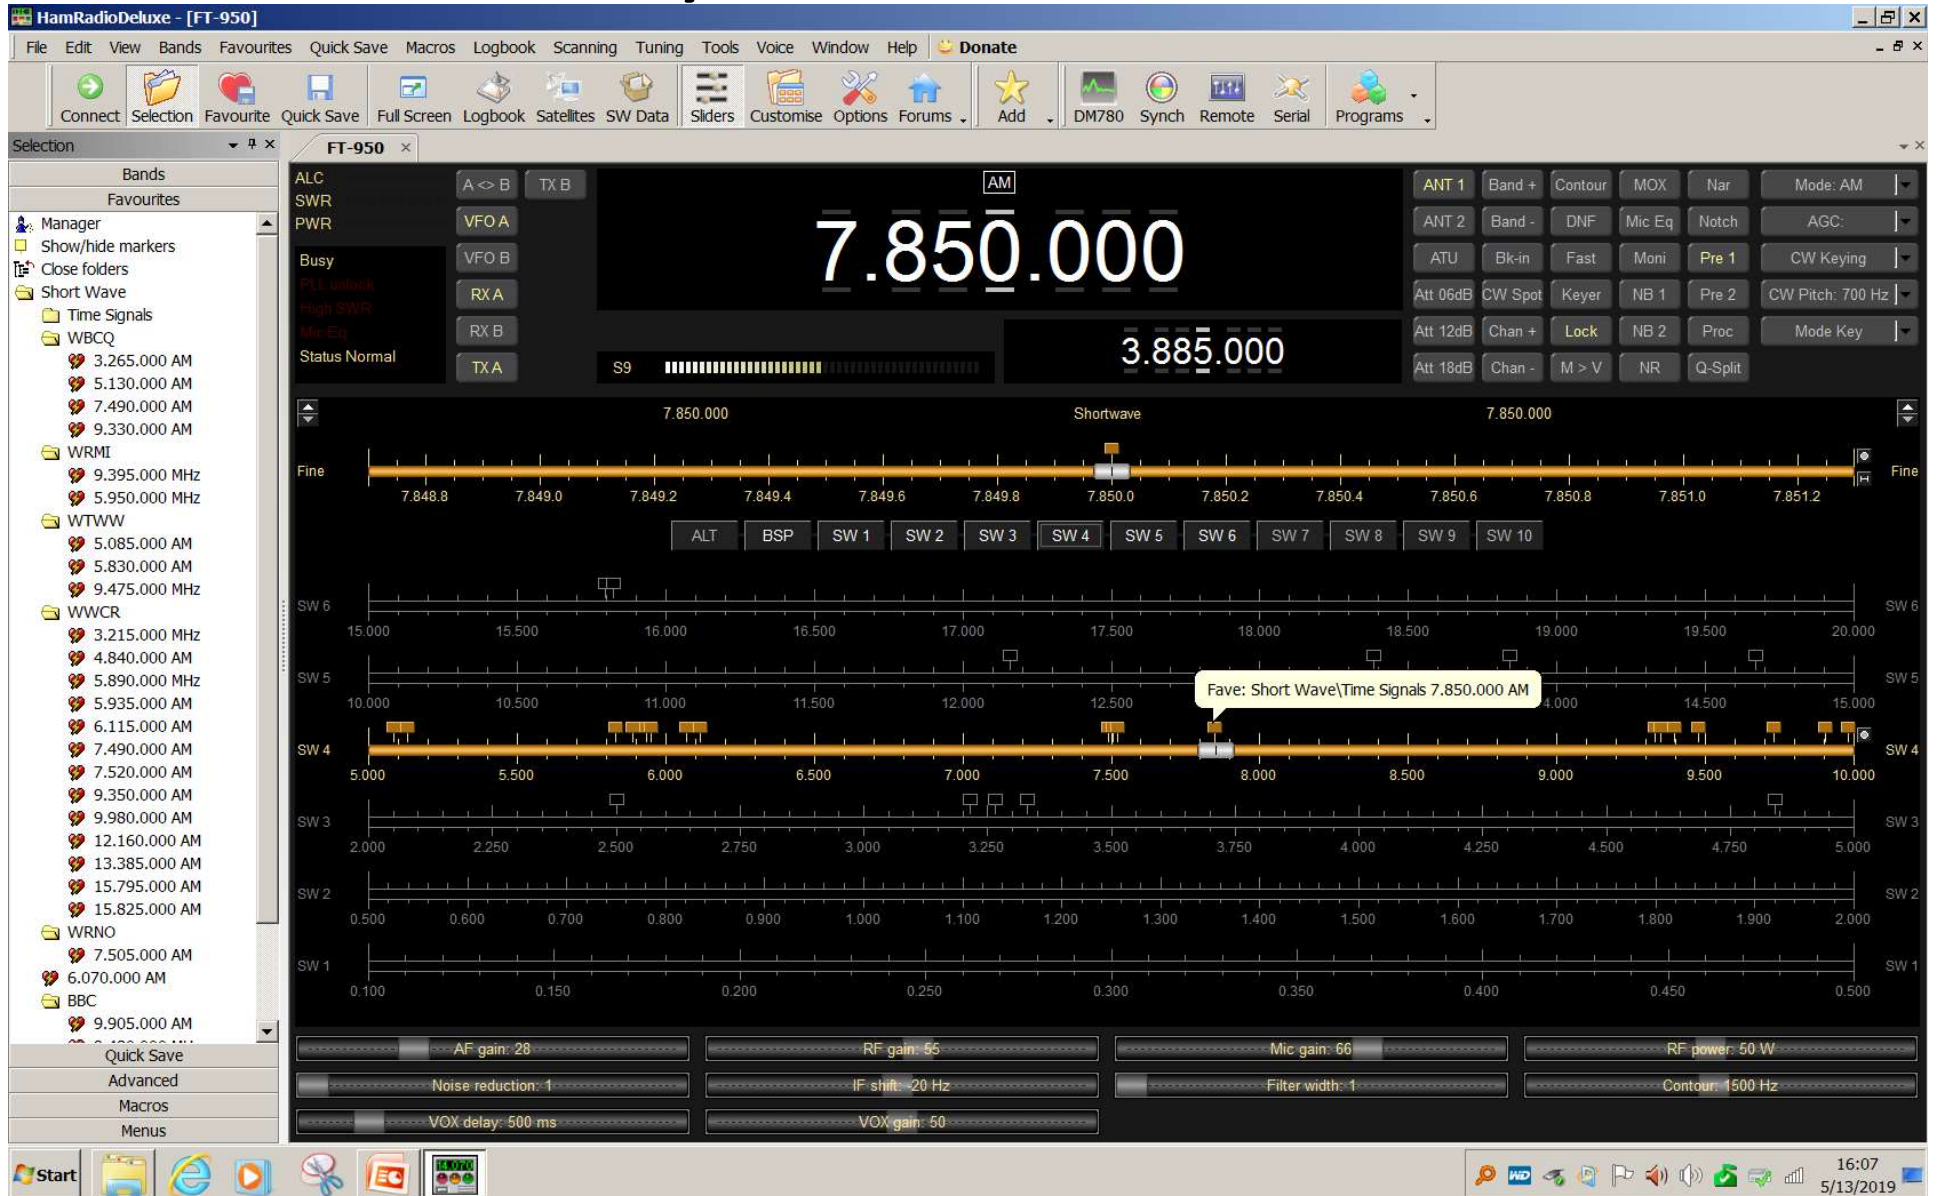 HamRadioDeluxe - [FT-950]
File Edit View Bands Favourites Quick Save Macros Logbook Scanning Tuning Tools Voice Window Help Donate
Connect Selection Favourite Quick Save Full Screen Logbook Satellites SW Data Sliders Customise Options Forums Add DM780 Synch Remote Serial Programs
Selection
FT-950
Bands
Favourites
Manager
Show/hide markers
Close folders
Short Wave
Time Signals
WBCQ
3.265.000 AM
5.130.000 AM
7.490.000 AM
9.330.000 AM
WRMI
9.395.000 MHz
5.950.000 MHz
WTWW
5.085.000 AM
5.830.000 AM
9.475.000 MHz
WWCR
3.215.000 MHz
4.840.000 AM
5.890.000 MHz
5.935.000 AM
6.115.000 AM
7.490.000 AM
7.520.000 AM
9.350.000 AM
9.980.000 AM
12.160.000 AM
13.385.000 AM
15.795.000 AM
15.825.000 AM
WRNO
7.505.000 AM
6.070.000 AM
BBC
9.905.000 AM
Quick Save
Advanced
Macros
Menus
ALC
SWR
PWR
Busy
PLL unlock
High SWR
Mic Eq
Status Normal
A <> B TX B
VFO A
VFO B
RX A
RX B
TX A
AM
7.850.000
3.885.000
S9
ANT 1 Band + Contour MOX Nar Mode: AM
ANT 2 Band - DNF Mic Eq Notch AGC:
ATU Bk-in Fast Moni Pre 1 CW Keying
Att 06dB CW Spot Keyer NB 1 Pre 2 CW Pitch: 700 Hz
Att 12dB Chan + Lock NB 2 Proc Mode Key
Att 18dB Chan - M > V NR Q-Split
7.850.000 Shortwave 7.850.000
Fine Fine
7.848.8 7.849.0 7.849.2 7.849.4 7.849.6 7.849.8 7.850.0 7.850.2 7.850.4 7.850.6 7.850.8 7.851.0 7.851.2
ALT BSP SW 1 SW 2 SW 3 SW 4 SW 5 SW 6 SW 7 SW 8 SW 9 SW 10
SW 6 SW 6
15.000 15.500 16.000 16.500 17.000 17.500 18.000 18.500 19.000 19.500 20.000
SW 5 SW 5
Fave: Short Wave\Time Signals 7.850.000 AM
10.000 10.500 11.000 11.500 12.000 12.500 4.000 14.500 15.000
SW 4 SW 4
5.000 5.500 6.000 6.500 7.000 7.500 8.000 8.500 9.000 9.500 10.000
SW 3 SW 3
2.000 2.250 2.500 2.750 3.000 3.250 3.500 3.750 4.000 4.250 4.500 4.750 5.000
SW 2 SW 2
0.500 0.600 0.700 0.800 0.900 1.000 1.100 1.200 1.300 1.400 1.500 1.600 1.700 1.800 1.900 2.000
SW 1 SW 1
0.100 0.150 0.200 0.250 0.300 0.350 0.400 0.450 0.500
AF gain: 28 RF gain: 55 Mic gain: 66 RF power: 50 W
Noise reduction: 1 IF shift: -20 Hz Filter width: 1 Contour: 1500 Hz
VOX delay: 500 ms VOX gain: 50
Start
14.070
WD
16:07
5/13/2019